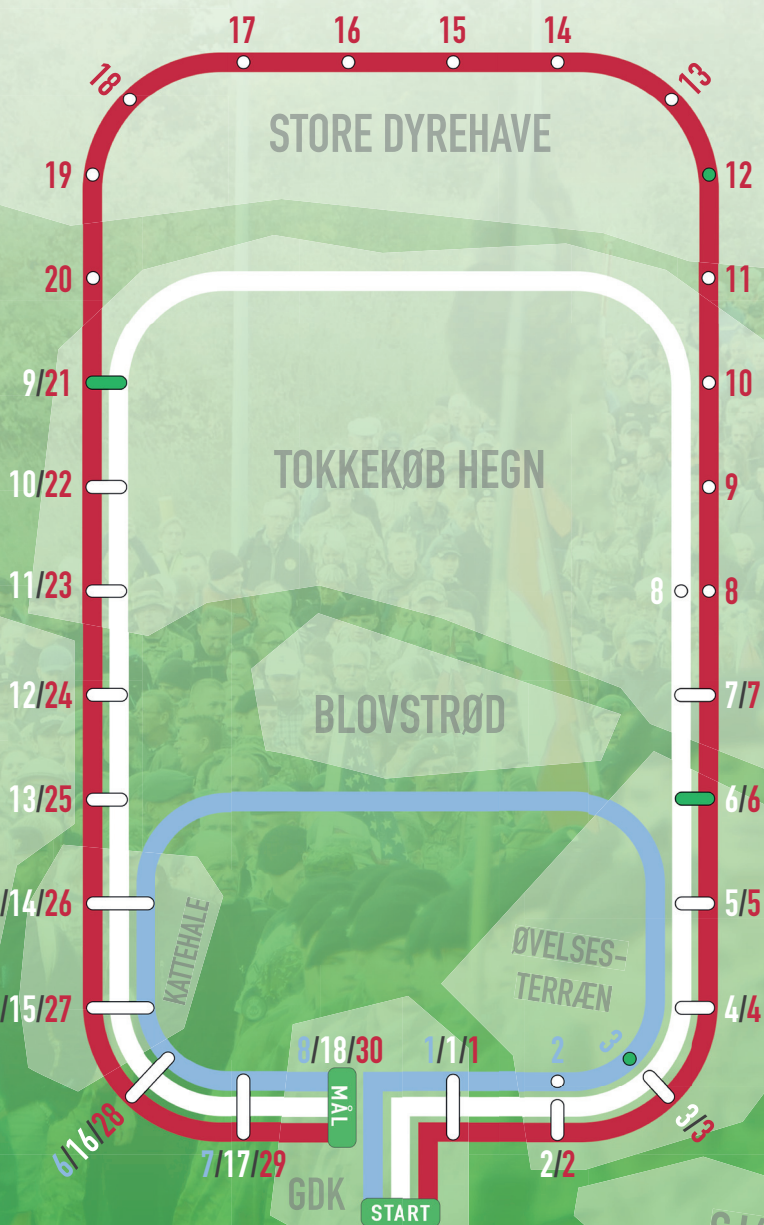 17 16 15 14
18 13
STORE DYREHAVE
19 12
20 11
9/21 10
TOKKEKØB HEGN
10/22 9
11/23 8 8
12/24 7/7
BLOVSTRØD
13/25 6/6
/14/26 5/5
KATTEHALE
ØVELSES-
TERRÆN
/15/27 4/4
8/18/30 1/1/1 2 3
MÅL
6/16/28 3/3
7/17/29 2/2
GDK
START